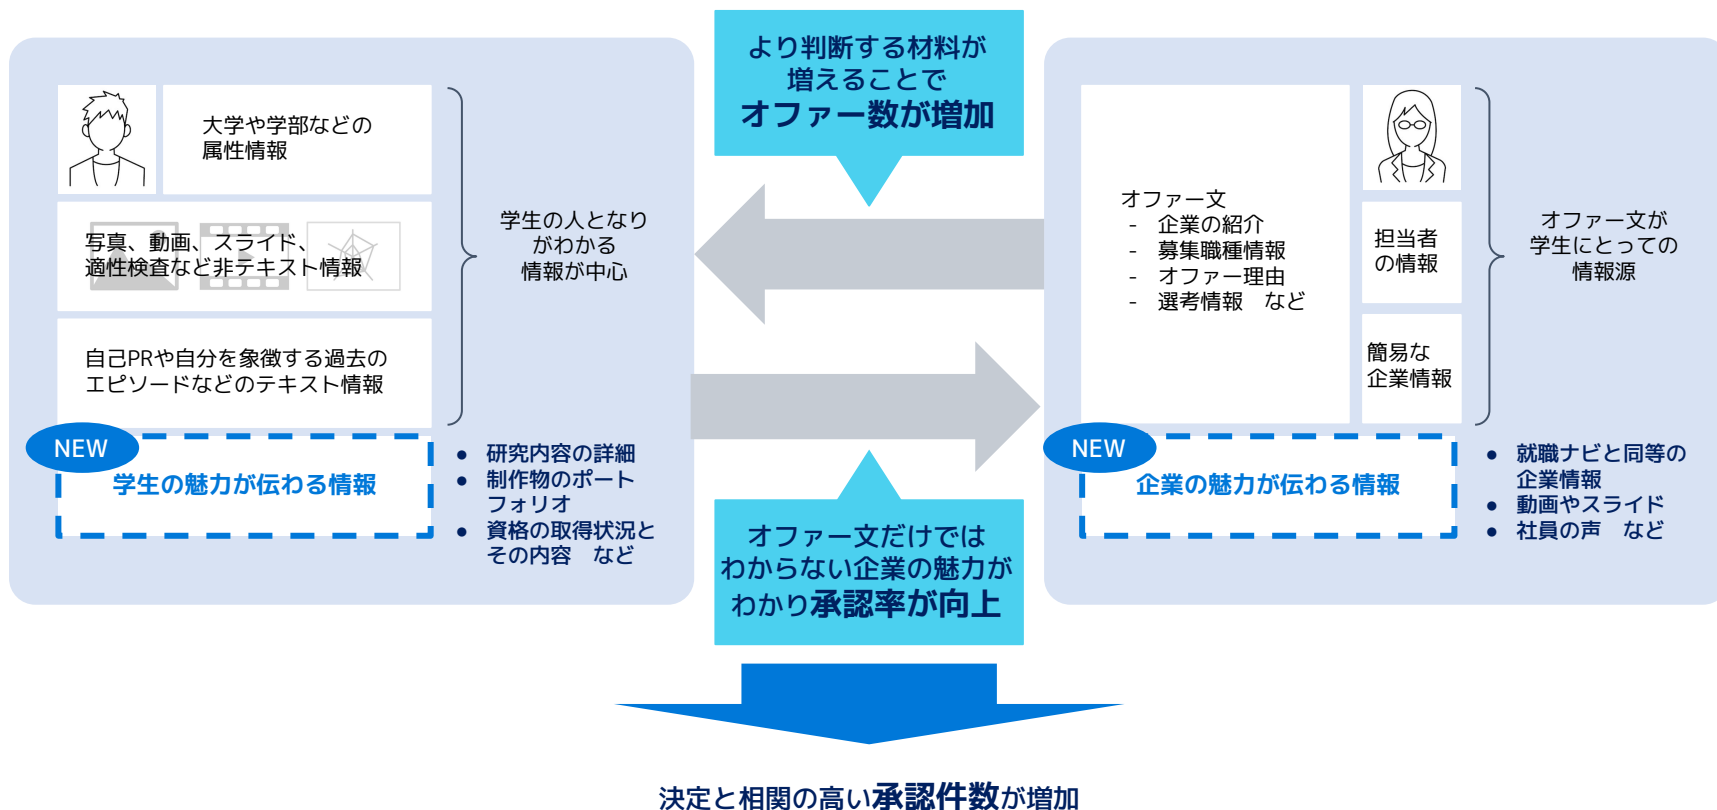 より判断する材料が
増えることで
オファー数が増加
大学や学部などの
属性情報
写真、動画、スライド、
適性検査など非テキスト情報
自己PRや自分を象徴する過去の
エピソードなどのテキスト情報
学生の人となり
がわかる
情報が中心
NEW
学生の魅力が伝わる情報
● 研究内容の詳細
● 制作物のポート
フォリオ
● 資格の取得状況と
その内容　など
オファー文
- 企業の紹介
- 募集職種情報
- オファー理由
- 選考情報　など
担当者
の情報
簡易な
企業情報
オファー文が
学生にとっての
情報源
NEW
企業の魅力が伝わる情報
● 就職ナビと同等の
企業情報
● 動画やスライド
● 社員の声　など
オファー文だけでは
わからない企業の魅力が
わかり承認率が向上
決定と相関の高い承認件数が増加